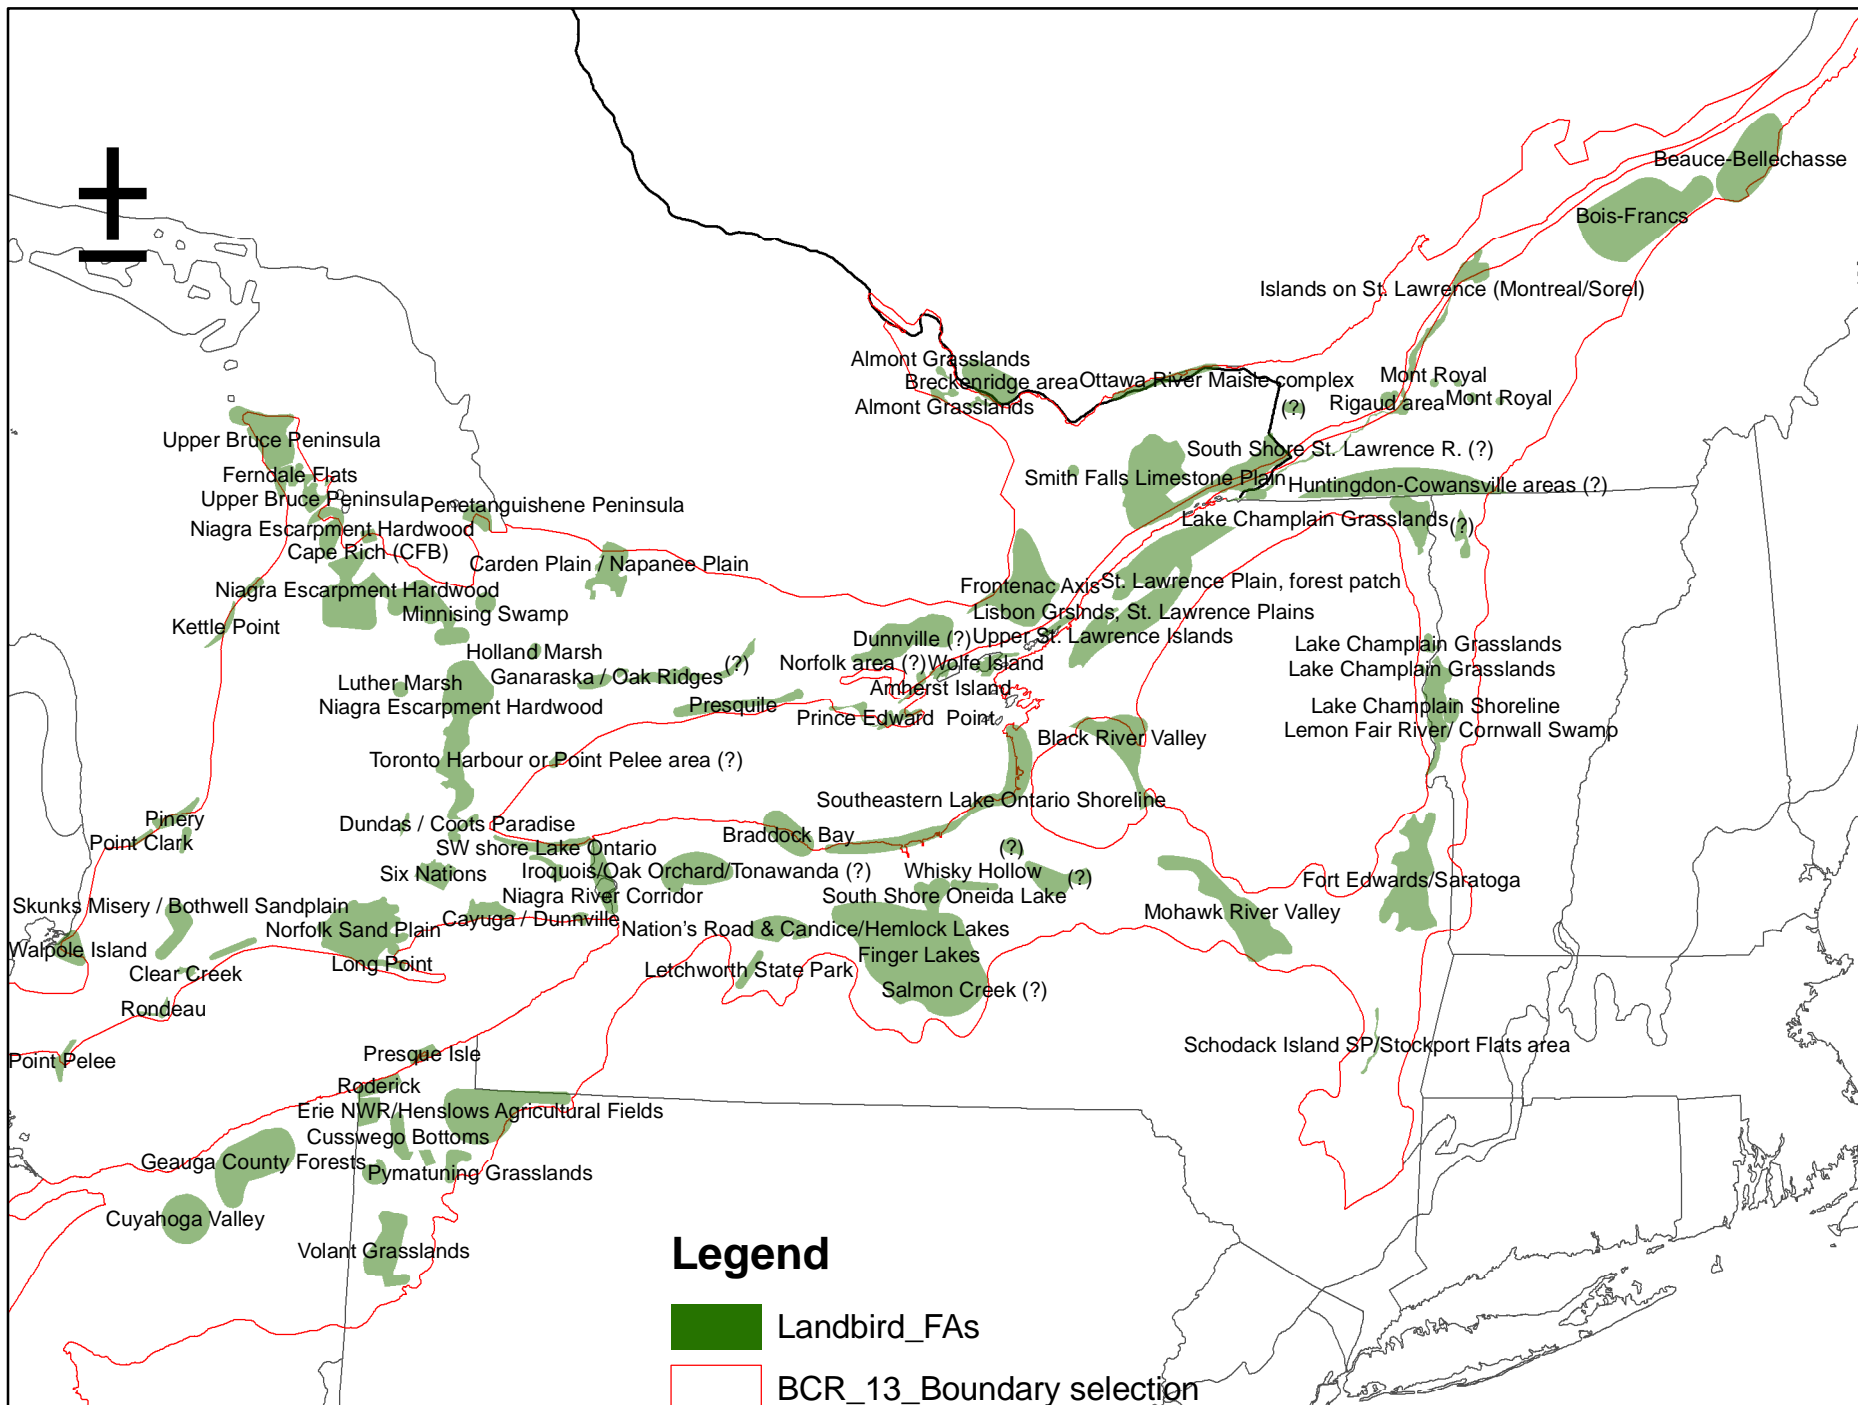 Beauce-Bellechasse
Bois-Francs
Islands on St. Lawrence (Montreal/Sorel)
Almont Grasslands
Breckenridge area
Ottawa River Maisle complex
Mont Royal
Almont Grasslands
(?)
Rigaud area
Mont Royal
Upper Bruce Peninsula
South Shore St. Lawrence R. (?)
Ferndale Flats
Smith Falls Limestone Plain
Huntingdon-Cowansville areas (?)
Upper Bruce Peninsula
Penetanguishene Peninsula
Niagra Escarpment Hardwood
Lake Champlain Grasslands
(?)
Cape Rich (CFB)
Carden Plain / Napanee Plain
Niagra Escarpment Hardwood
Frontenac Axis
St. Lawrence Plain, forest patch
Minnising Swamp
Lisbon Grslnds, St. Lawrence Plains
Kettle Point
Dunnville (?)
Upper St. Lawrence Islands
Lake Champlain Grasslands
Holland Marsh
Norfolk area (?)
Wolfe Island
Lake Champlain Grasslands
Ganaraska / Oak Ridges
(?)
Luther Marsh
Amherst Island
Niagra Escarpment Hardwood
Presquile
Lake Champlain Shoreline
Prince Edward  Point
Lemon Fair River/ Cornwall Swamp
Black River Valley
Toronto Harbour or Point Pelee area (?)
Southeastern Lake Ontario Shoreline
Pinery
Dundas / Coots Paradise
Point Clark
Braddock Bay
SW shore Lake Ontario
(?)
Six Nations
Iroquois/Oak Orchard/Tonawanda (?)
Whisky Hollow
(?)
Fort Edwards/Saratoga
Niagra River Corridor
South Shore Oneida Lake
Skunks Misery / Bothwell Sandplain
Cayuga / Dunnville
Mohawk River Valley
Norfolk Sand Plain
Nation's Road & Candice/Hemlock Lakes
Walpole Island
Finger Lakes
Clear Creek
Long Point
Letchworth State Park
Salmon Creek (?)
Rondeau
Schodack Island SP/Stockport Flats area
Point Pelee
Presque Isle
Roderick
Erie NWR/Henslows Agricultural Fields
Cusswego Bottoms
Geauga County Forests
Pymatuning Grasslands
Cuyahoga Valley
Volant Grasslands
Legend
Landbird_FAs
BCR_13_Boundary selection